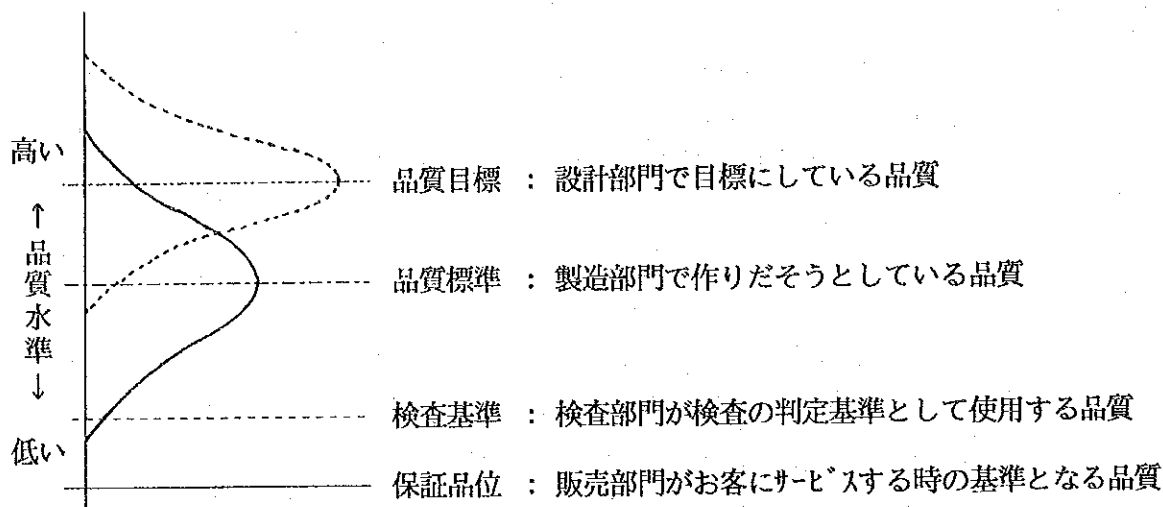 高い
品質目標 : 設計部門で目標にしている品質
↑品質水準↓
品質標準 : 製造部門で作りだそうとしている品質
検査基準 : 検査部門が検査の判定基準として使用する品質
低い
保証品位 : 販売部門がお客にｻｰﾋﾞｽする時の基準となる品質